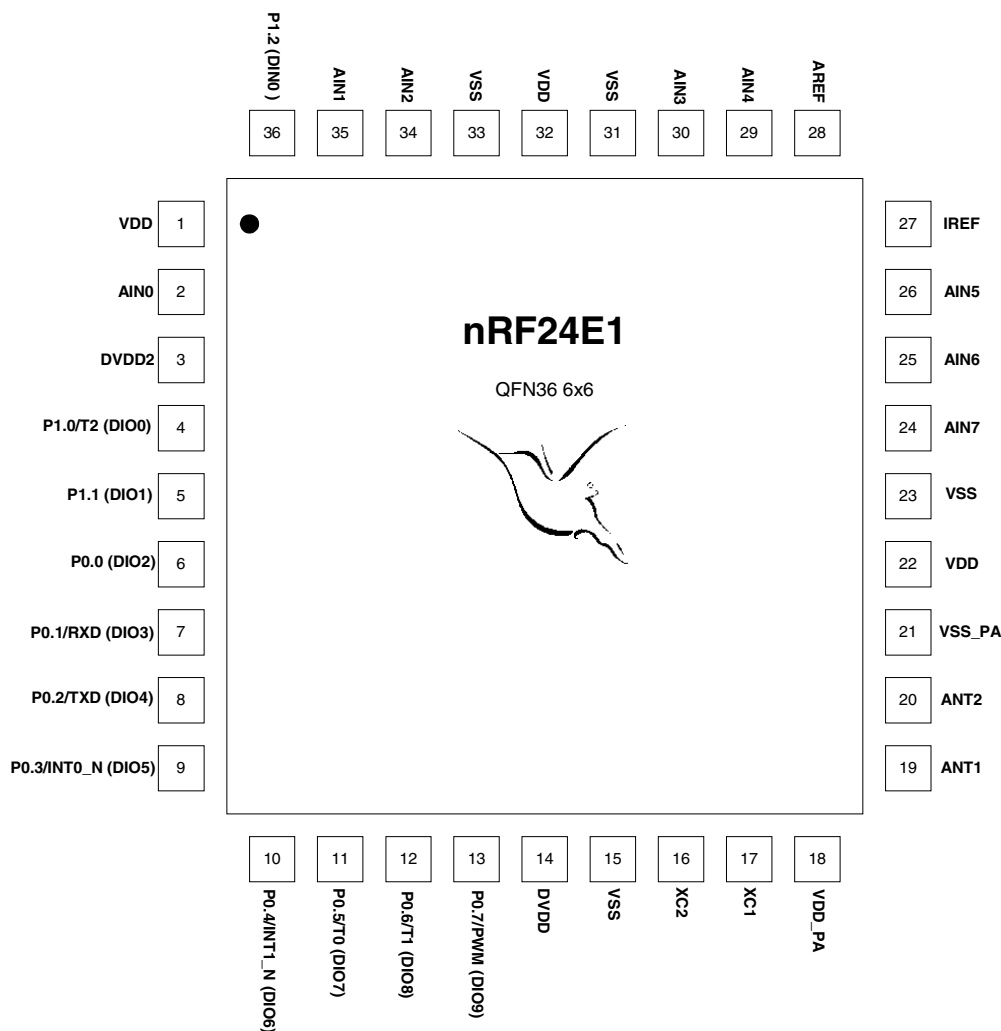 P1.2 (DIN0 )
AIN1
AIN2
VSS
VDD
VSS
AIN3
AIN4
AREF
36
35
34
33
32
31
30
29
28
VDD 1
AIN0 2
DVDD2 3
P1.0/T2 (DIO0) 4
P1.1 (DIO1) 5
P0.0 (DIO2) 6
P0.1/RXD (DIO3) 7
P0.2/TXD (DIO4) 8
P0.3/INT0_N (DIO5) 9
nRF24E1
QFN36 6x6
27 IREF
26 AIN5
25 AIN6
24 AIN7
23 VSS
22 VDD
21 VSS_PA
20 ANT2
19 ANT1
10
11
12
13
14
15
16
17
18
P0.4/INT1_N (DIO6)
P0.5/T0 (DIO7)
P0.6/T1 (DIO8)
P0.7/PWM (DIO9)
DVDD
VSS
XC2
XC1
VDD_PA